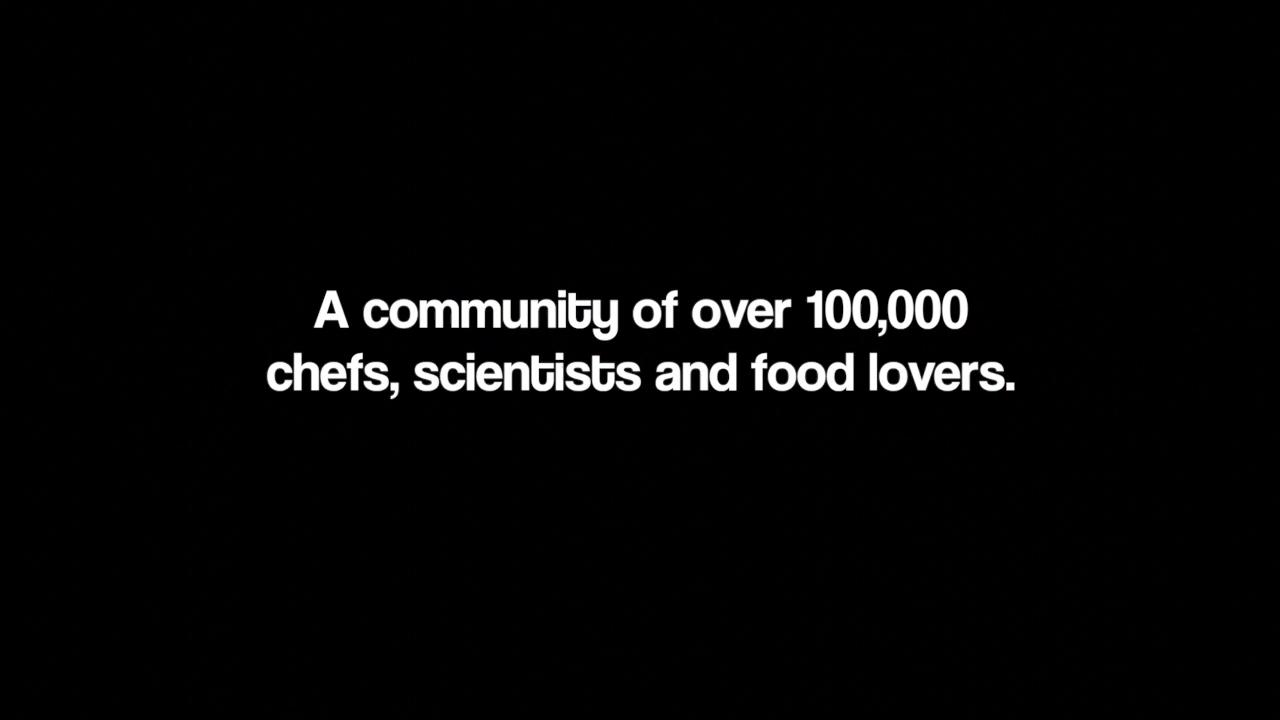 A community of over 100,000
chefs, scientists and food lovers.